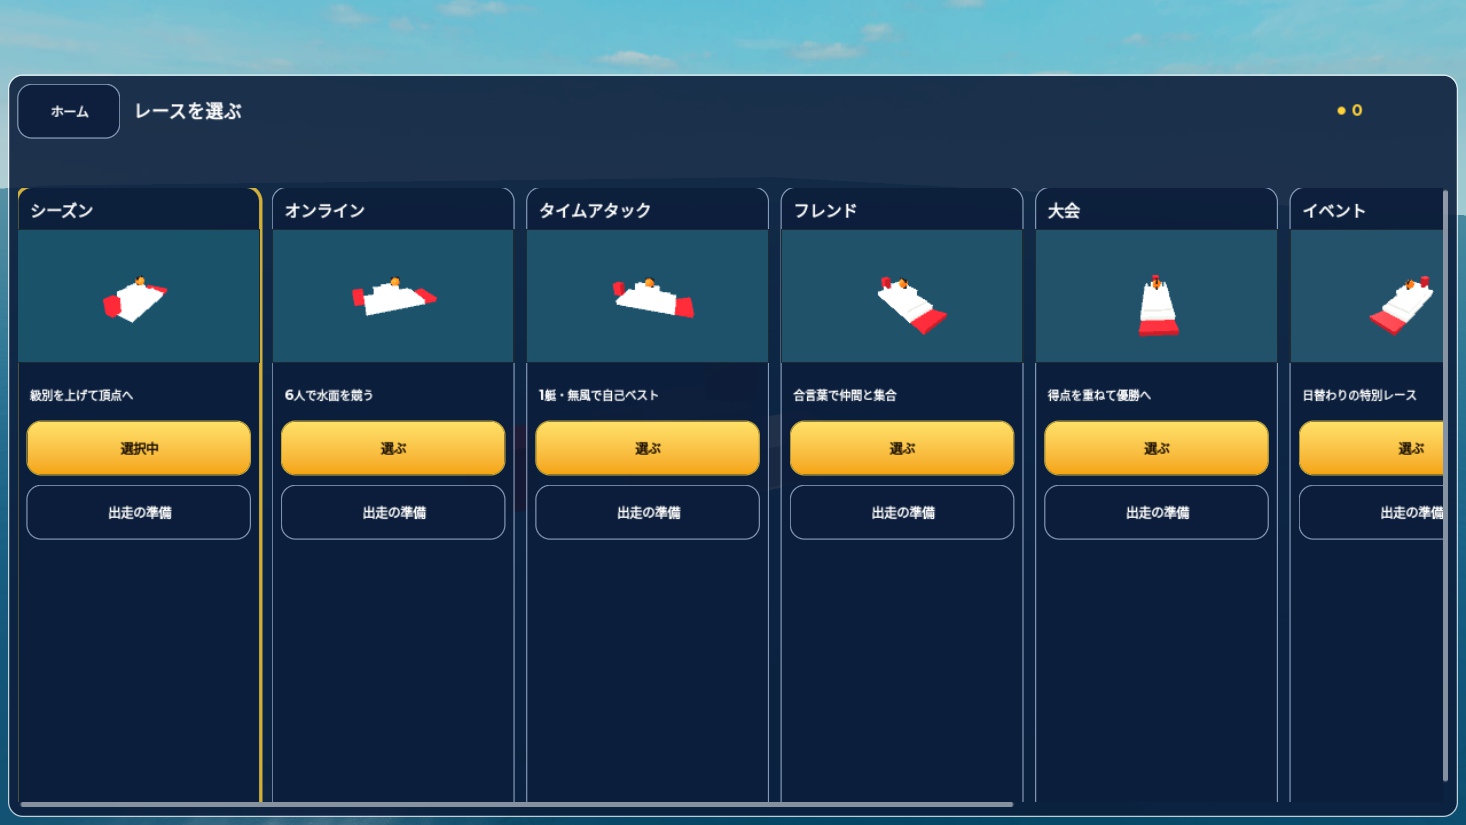 ホーム
レースを選ぶ
0
シーズン
オンライン
タイムアタック
フレンド
大会
イベント
級別を上げて頂点へ
6人で水面を競う
1艇・無風で自己ベスト
合言葉で仲間と集合
得点を重ねて優勝へ
日替わりの特別レース
選択中
選ぶ
選ぶ
選ぶ
選ぶ
選ぶ
出走の準備
出走の準備
出走の準備
出走の準備
出走の準備
出走の準備